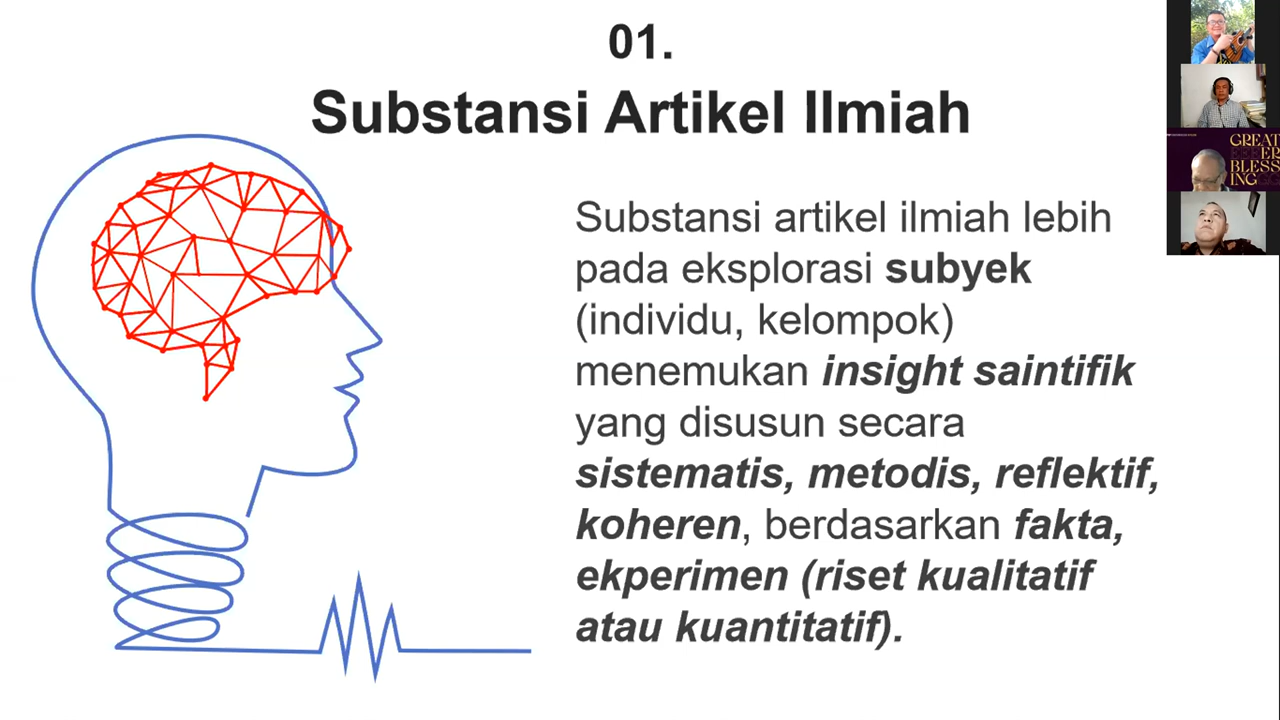 01.
Substansi Artikel Ilmiah
Substansi artikel ilmiah lebih
pada eksplorasi subyek
(individu, kelompok)
menemukan insight saintifik
yang disusun secara
sistematis, metodis, reflektif,
koheren, berdasarkan fakta,
ekperimen (riset kualitatif
atau kuantitatif).
GREAT
ER
BLESS
ING